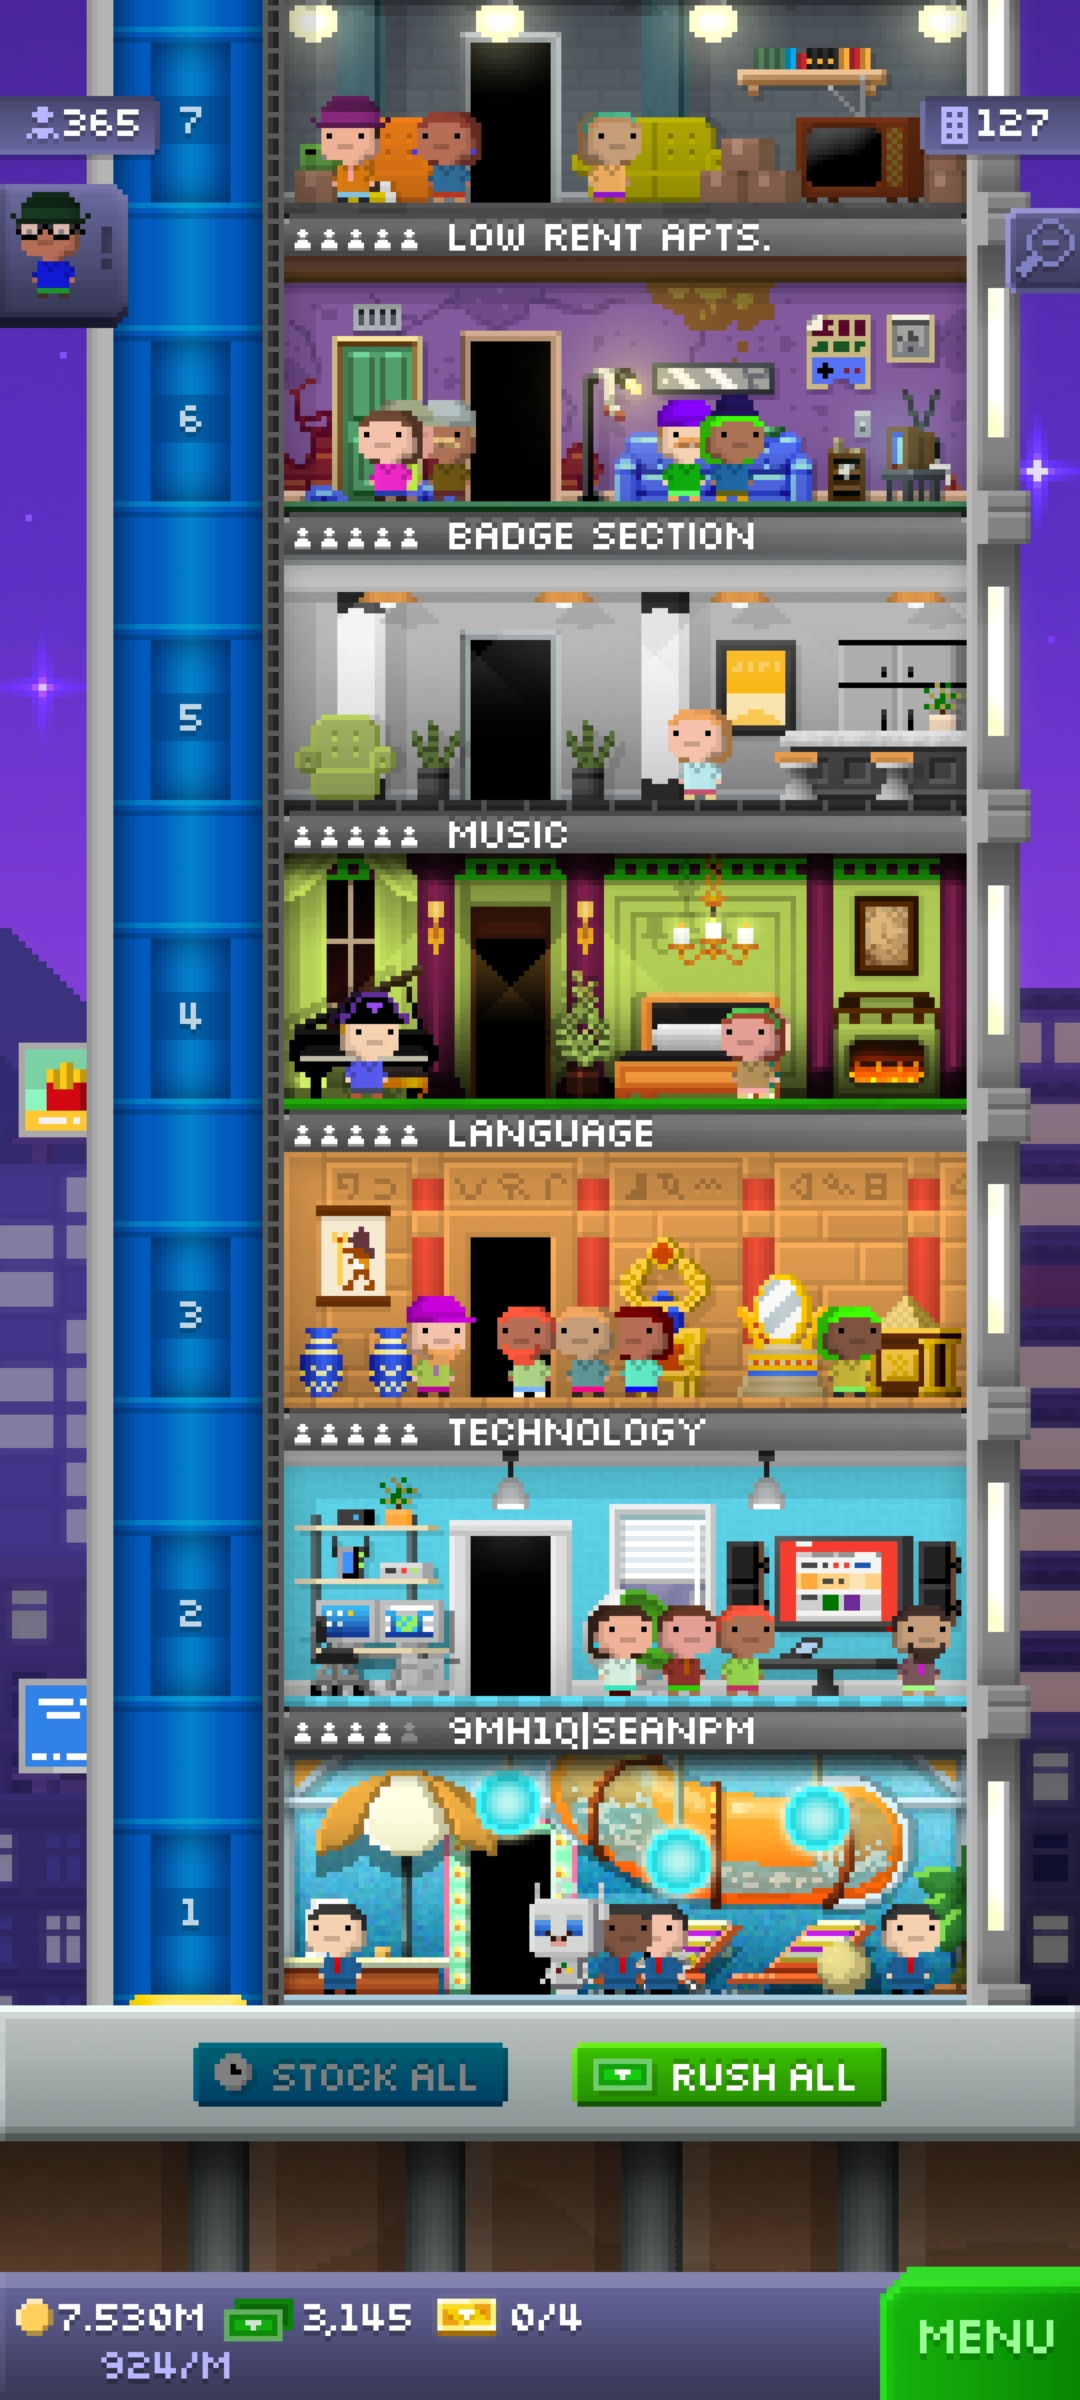 365
7
127
LOW RENT APTS.
6
BADGE SECTION
5
MUSIC
4
LANGUAGE
3
TECHNOLOGY
2
9MH1Q|SEANPM
1
STOCK ALL
RUSH ALL
7.530M
3,145
0/4
924/M
MENU